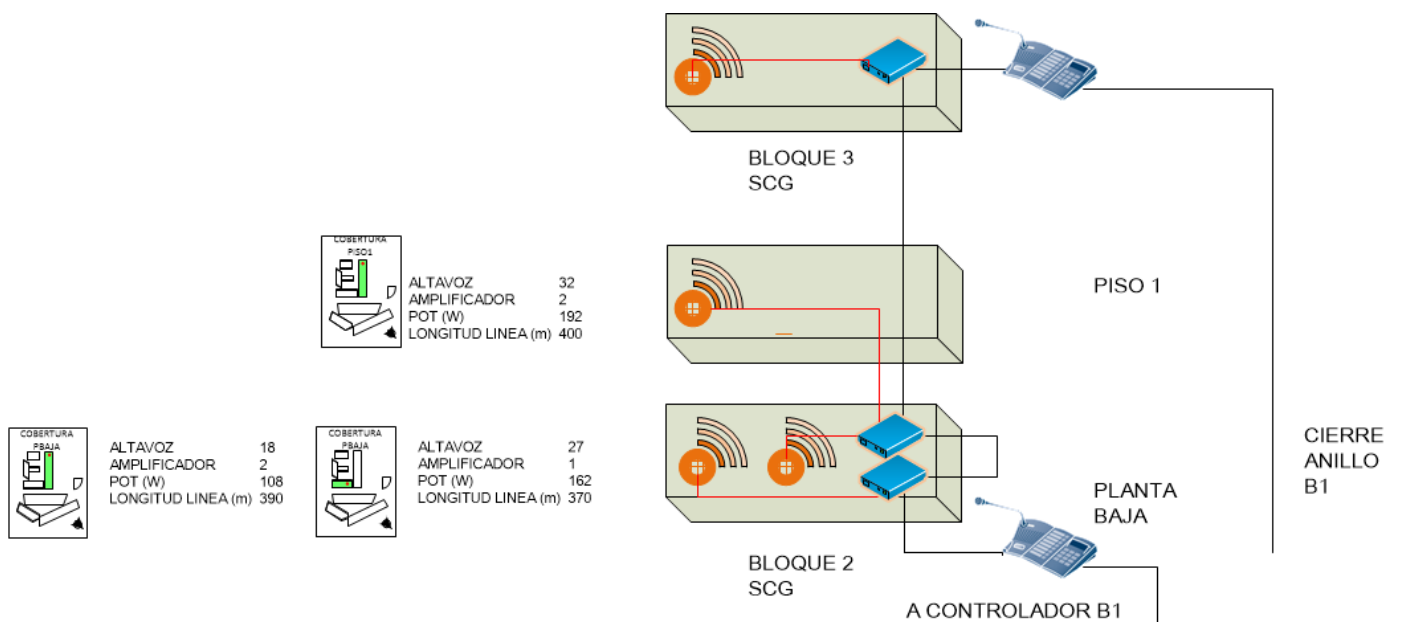 BLOQUE 3
SCG
COBERTURA
PISO1
ALTAVOZ 32
AMPLIFICADOR 2
POT (W) 192
LONGITUD LINEA (m) 400
PISO 1
COBERTURA
PBAJA
ALTAVOZ 18
AMPLIFICADOR 2
POT (W) 108
LONGITUD LINEA (m) 390
COBERTURA
PBAJA
ALTAVOZ 27
AMPLIFICADOR 1
POT (W) 162
LONGITUD LINEA (m) 370
CIERRE
ANILLO
B1
PLANTA
BAJA
BLOQUE 2
SCG
A CONTROLADOR B1